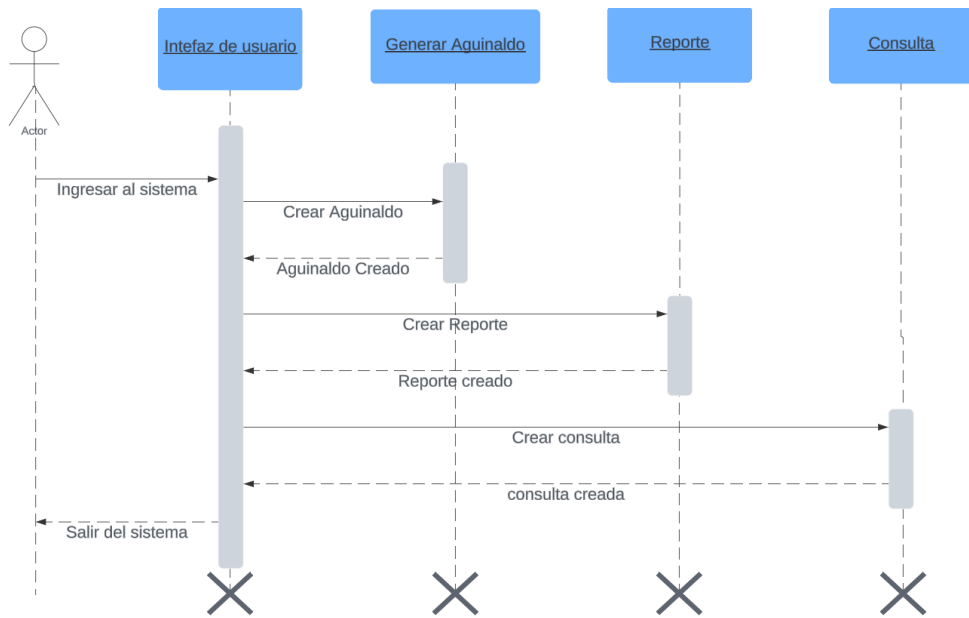 Intefaz de usuario
Generar Aguinaldo
Reporte
Consulta
Actor
Ingresar al sistema
Crear Aguinaldo
Aguinaldo Creado
Crear Reporte
Reporte creado
Crear consulta
consulta creada
Salir del sistema